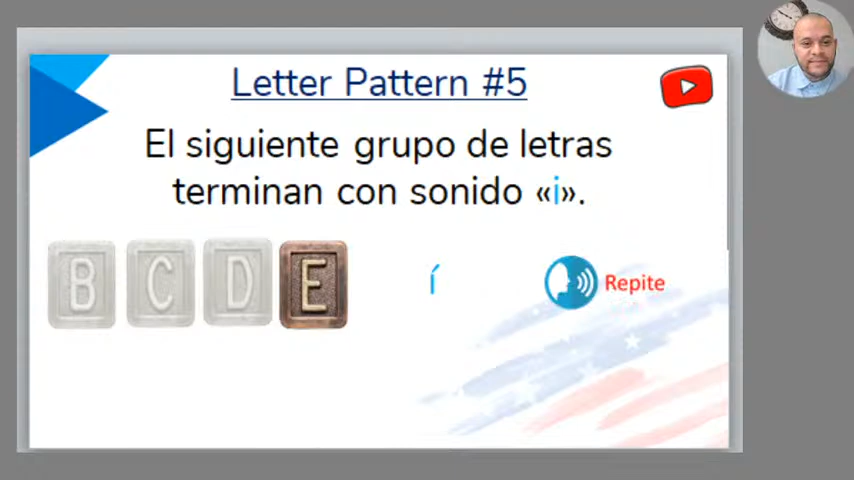 Letter Pattern #5
El siguiente grupo de letras
terminan con sonido «i».
B C D E í Repite